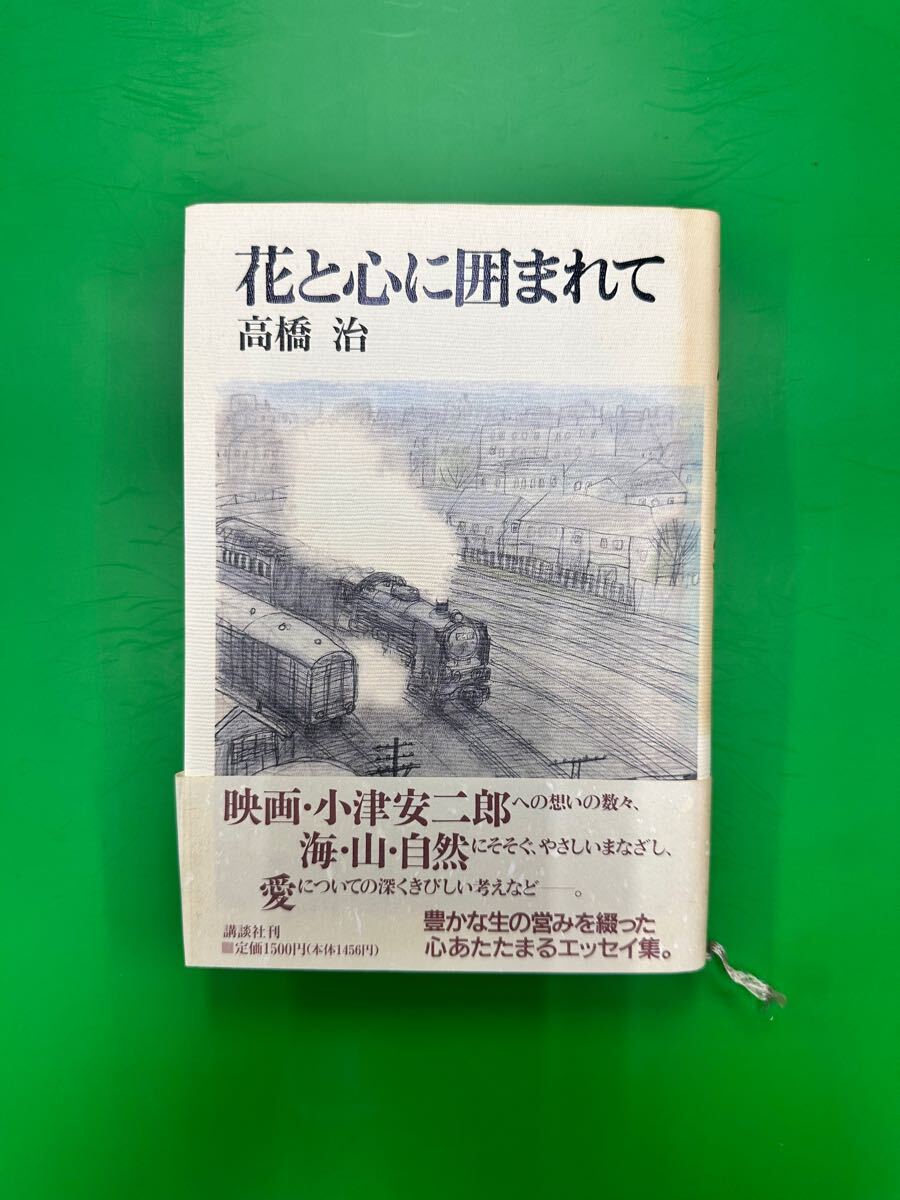 花と心に囲まれて
高橋 治
映画・小津安二郎への想いの数々、
海・山・自然にそそぐ、やさしいまなざし、
愛についての深くきびしい考えなど──。
豊かな生の営みを綴った
心あたたまるエッセイ集。
講談社刊
■定価1500円(本体1456円)